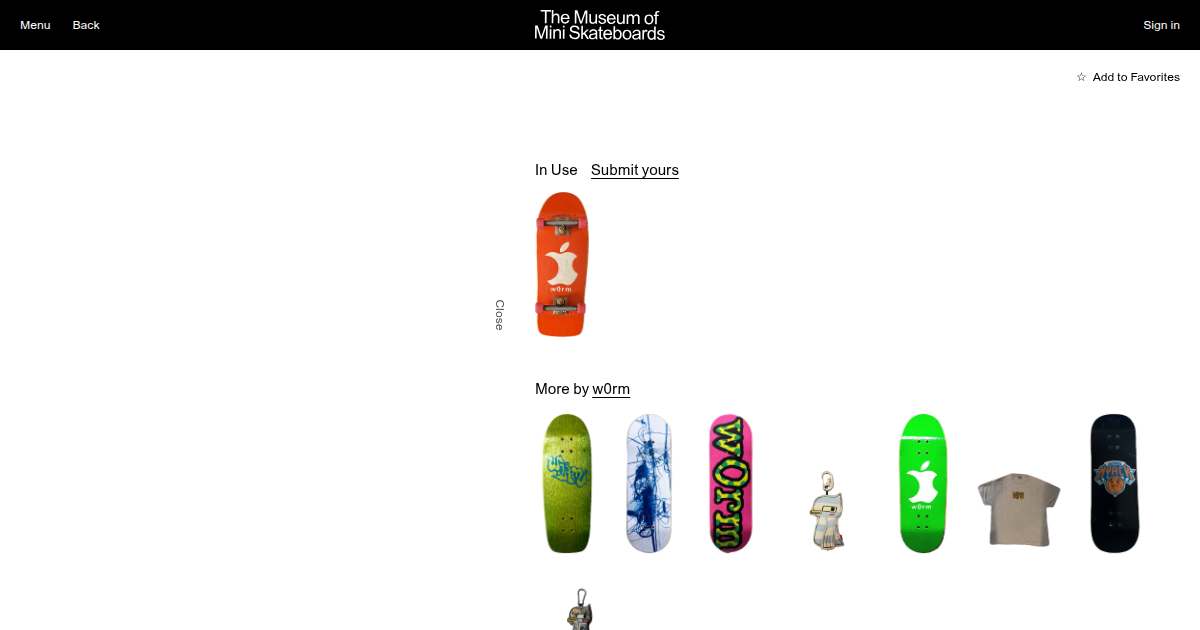 Menu
Back
The Museum of
Mini Skateboards
Sign in
☆ Add to Favorites
In Use
Submit yours
w0rm
Close
More by w0rm
w0rm
w0rm